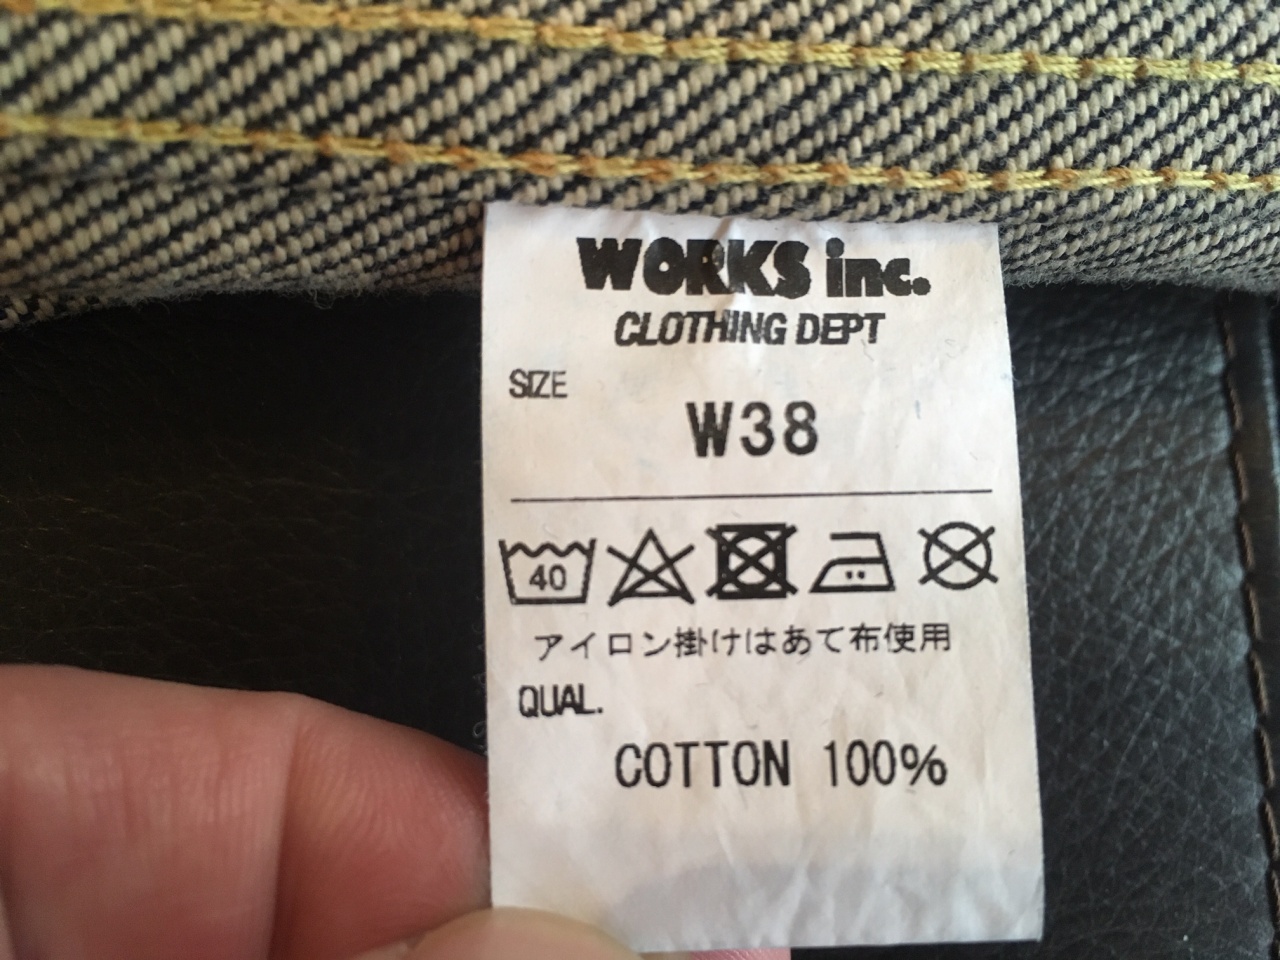 WORKS inc.
CLOTHING DEPT
SIZE
W38
40
アイロン掛けはあて布使用
QUAL.
COTTON 100%